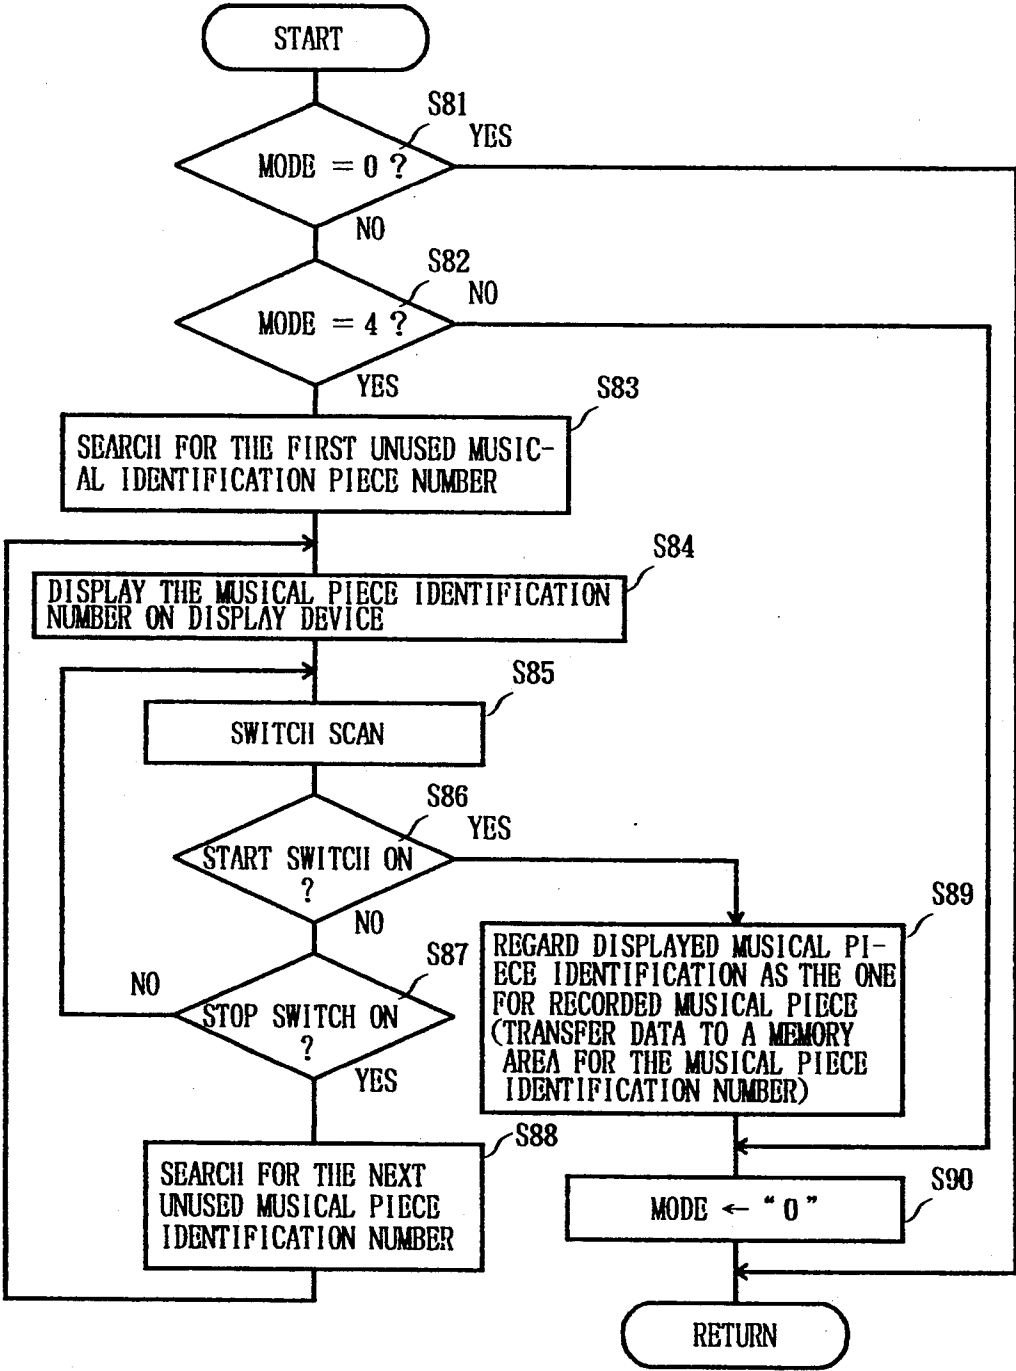 START
S81
YES
MODE = 0 ?
NO
S82
NO
MODE = 4 ?
YES
S83
SEARCH FOR THE FIRST UNUSED MUSIC-
AL IDENTIFICATION PIECE NUMBER
S84
DISPLAY THE MUSICAL PIECE IDENTIFICATION
NUMBER ON DISPLAY DEVICE
S85
SWITCH SCAN
S86
YES
START SWITCH ON
?
NO
S87
NO
STOP SWITCH ON
?
YES
S88
SEARCH FOR THE NEXT
UNUSED MUSICAL PIECE
IDENTIFICATION NUMBER
S89
REGARD DISPLAYED MUSICAL PI-
ECE IDENTIFICATION AS THE ONE
FOR RECORDED MUSICAL PIECE
(TRANSFER DATA TO A MEMORY
AREA FOR THE MUSICAL PIECE
IDENTIFICATION NUMBER)
S90
MODE ← “0”
RETURN